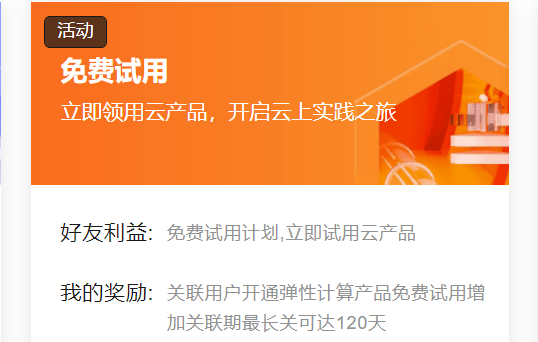 活动
免费试用
立即领用云产品，开启云上实践之旅
好友利益: 免费试用计划,立即试用云产品
我的奖励: 关联用户开通弹性计算产品免费试用增
加关联期最长关可达120天